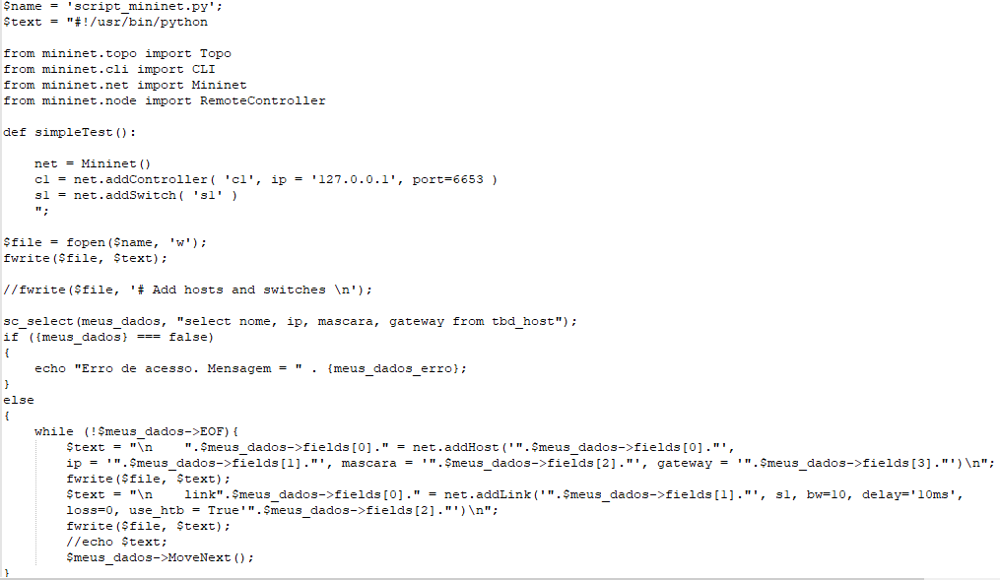 $name = 'script_mininet.py';
$text = "#!/usr/bin/python

from mininet.topo import Topo
from mininet.cli import CLI
from mininet.net import Mininet
from mininet.node import RemoteController

def simpleTest():

    net = Mininet()
    c1 = net.addController( 'c1', ip = '127.0.0.1', port=6653 )
    s1 = net.addSwitch( 's1' )
    ";

$file = fopen($name, 'w');
fwrite($file, $text);

//fwrite($file, '# Add hosts and switches \n');

sc_select(meus_dados, "select nome, ip, mascara, gateway from tbd_host");
if ({meus_dados} === false)
{
    echo "Erro de acesso. Mensagem = " . {meus_dados_erro};
}
else
{
    while (!$meus_dados->EOF){
        $text = "\n    ".$meus_dados->fields[0]." = net.addHost('".$meus_dados->fields[0]."',
        ip = '".$meus_dados->fields[1]."', mascara = '".$meus_dados->fields[2]."', gateway = '".$meus_dados->fields[3]."')\n";
        fwrite($file, $text);
        $text = "\n    link".$meus_dados->fields[0]." = net.addLink('".$meus_dados->fields[1]."', s1, bw=10, delay='10ms',
        loss=0, use_htb = True'".$meus_dados->fields[2]."')\n";
        fwrite($file, $text);
        //echo $text;
        $meus_dados->MoveNext();
}